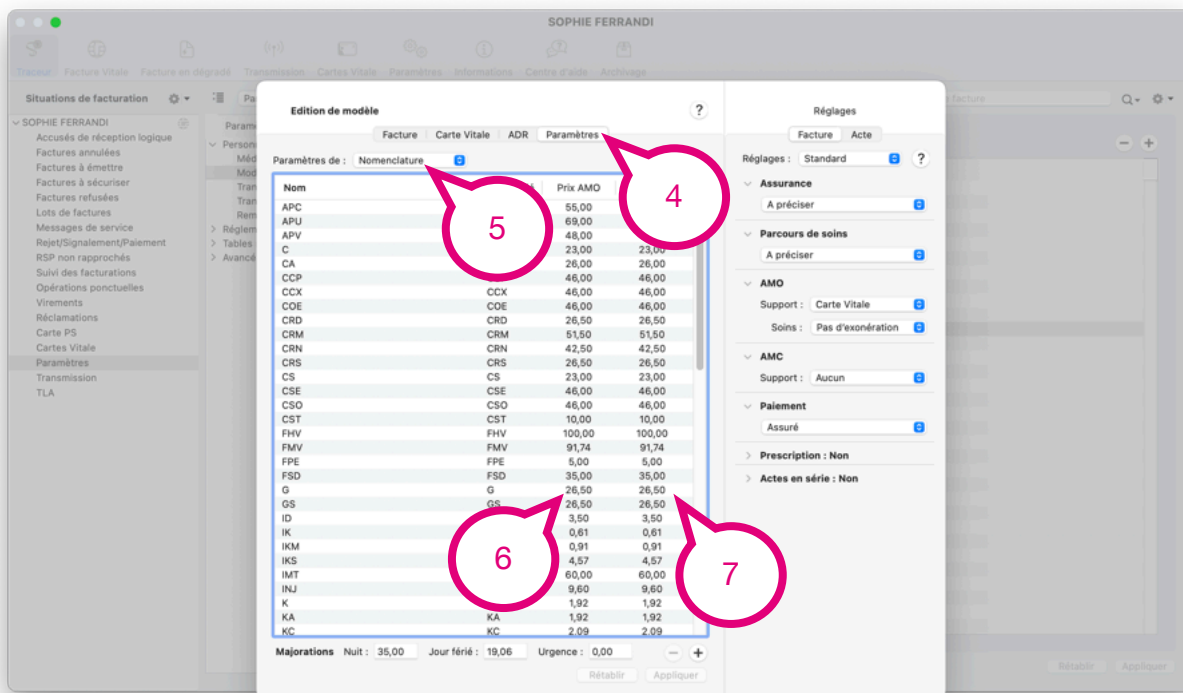 SOPHIE FERRANDI
Traceur Facture Vitale Facture en dégradé Transmission Cartes Vitale Paramètres Informations Centre d'aide Archivage
Situations de facturation
SOPHIE FERRANDI
Accusés de réception logique
Factures annulées
Factures à émettre
Factures à sécuriser
Factures refusées
Lots de factures
Messages de service
Rejet/Signalement/Paiement
RSP non rapprochés
Suivi des facturations
Opérations ponctuelles
Virements
Réclamations
Carte PS
Cartes Vitale
Paramètres
Transmission
TLA
Pa
Param
Person
Méd
Mod
Tran
Tran
Rem
Réglem
Tables
Avancé
facture
Edition de modèle ?
Facture Carte Vitale ADR Paramètres
Paramètres de : Nomenclature
4
5
Nom Prix AMO
APC 55,00
APU 69,00
APV 48,00
C 23,00 23,00
CA 26,00 26,00
CCP 46,00 46,00
CCX CCX 46,00 46,00
COE COE 46,00 46,00
CRD CRD 26,50 26,50
CRM CRM 51,50 51,50
CRN CRN 42,50 42,50
CRS CRS 26,50 26,50
CS CS 23,00 23,00
CSE CSE 46,00 46,00
CSO CSO 46,00 46,00
CST CST 10,00 10,00
FHV FHV 100,00 100,00
FMV FMV 91,74 91,74
FPE FPE 5,00 5,00
FSD FSD 35,00 35,00
G G 26,50 26,50
GS GS 26,50 26,50
ID 3,50 3,50
IK 0,61 0,61
IKM 0,91 0,91
IKS 4,57 4,57
IMT 60,00 60,00
INJ 9,60 9,60
K 1,92 1,92
KA KA 1,92 1,92
KC KC 2,09 2,09
6
7
Majorations Nuit : 35,00 Jour férié : 19,06 Urgence : 0,00
Rétablir Appliquer
Réglages
Facture Acte
Réglages : Standard ?
Assurance
A préciser
Parcours de soins
A préciser
AMO
Support : Carte Vitale
Soins : Pas d'exonération
AMC
Support : Aucun
Paiement
Assuré
Prescription : Non
Actes en série : Non
Rétablir Appliquer